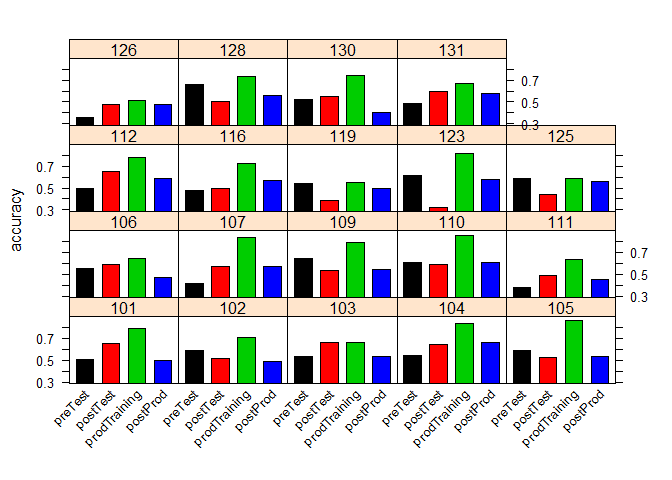 126 128 130 131
0.7
0.5
0.3
112 116 119 123 125
0.7
0.5
0.3
106 107 109 110 111
0.7
0.5
0.3
101 102 103 104 105
0.7
0.5
0.3
accuracy
preTest postTest prodTraining postProd preTest postTest prodTraining postProd preTest postTest prodTraining postProd preTest postTest prodTraining postProd preTest postTest prodTraining postProd